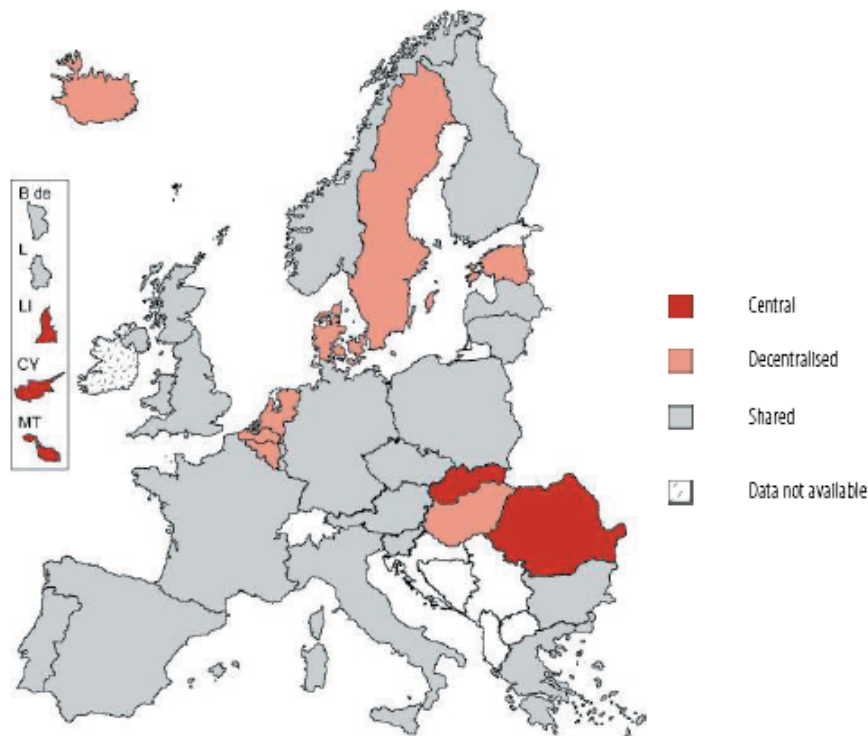 B de
L
LI
CY
MT
Central
Decentralised
Shared
Data not available